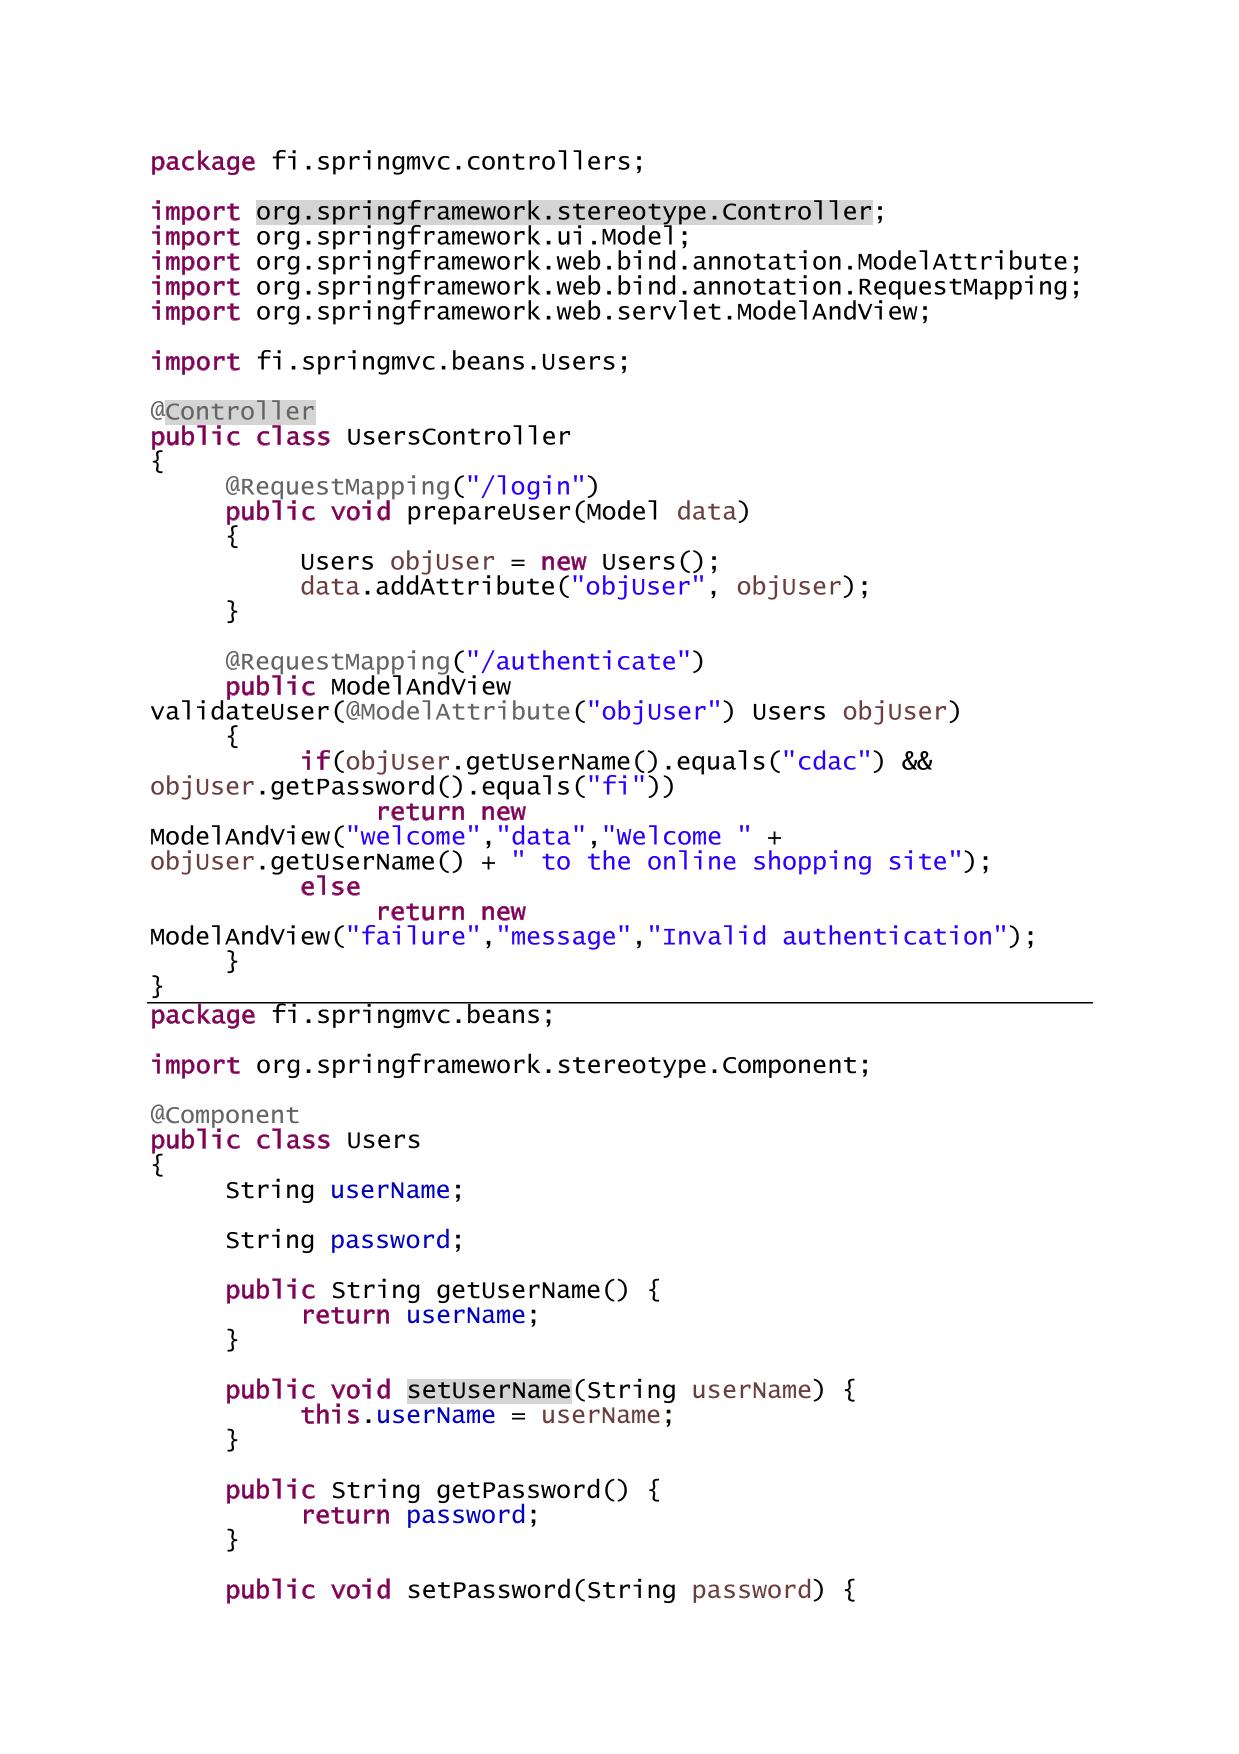 package fi.springmvc.controllers;
import org.springframework.stereotype.Controller;
import org.springframework.ui.Model;
import org.springframework.web.bind.annotation.ModelAttribute;
import org.springframework.web.bind.annotation.RequestMapping;
import org.springframework.web.servlet.ModelAndView;
import fi.springmvc.beans.Users;
@Controller
public class UsersController
{
@RequestMapping("/login")
public void prepareUser(Model data)
{
Users objUser = new Users();
data.addAttribute("objUser", objUser);
}
@RequestMapping("/authenticate")
public ModelAndView
validateUser(@ModelAttribute("objUser") Users objUser)
{
if(objUser.getUserName().equals("cdac") &&
objUser.getPassword().equals("fi"))
return new
ModelAndView("welcome","data","Welcome " +
objUser.getUserName() + " to the online shopping site");
else
return new
ModelAndView("failure","message","Invalid authentication");
}
}
package fi.springmvc.beans;
import org.springframework.stereotype.Component;
@Component
public class Users
{
String userName;
String password;
public String getUserName() {
return userName;
}
public void setUserName(String userName) {
this.userName = userName;
}
public String getPassword() {
return password;
}
public void setPassword(String password) {